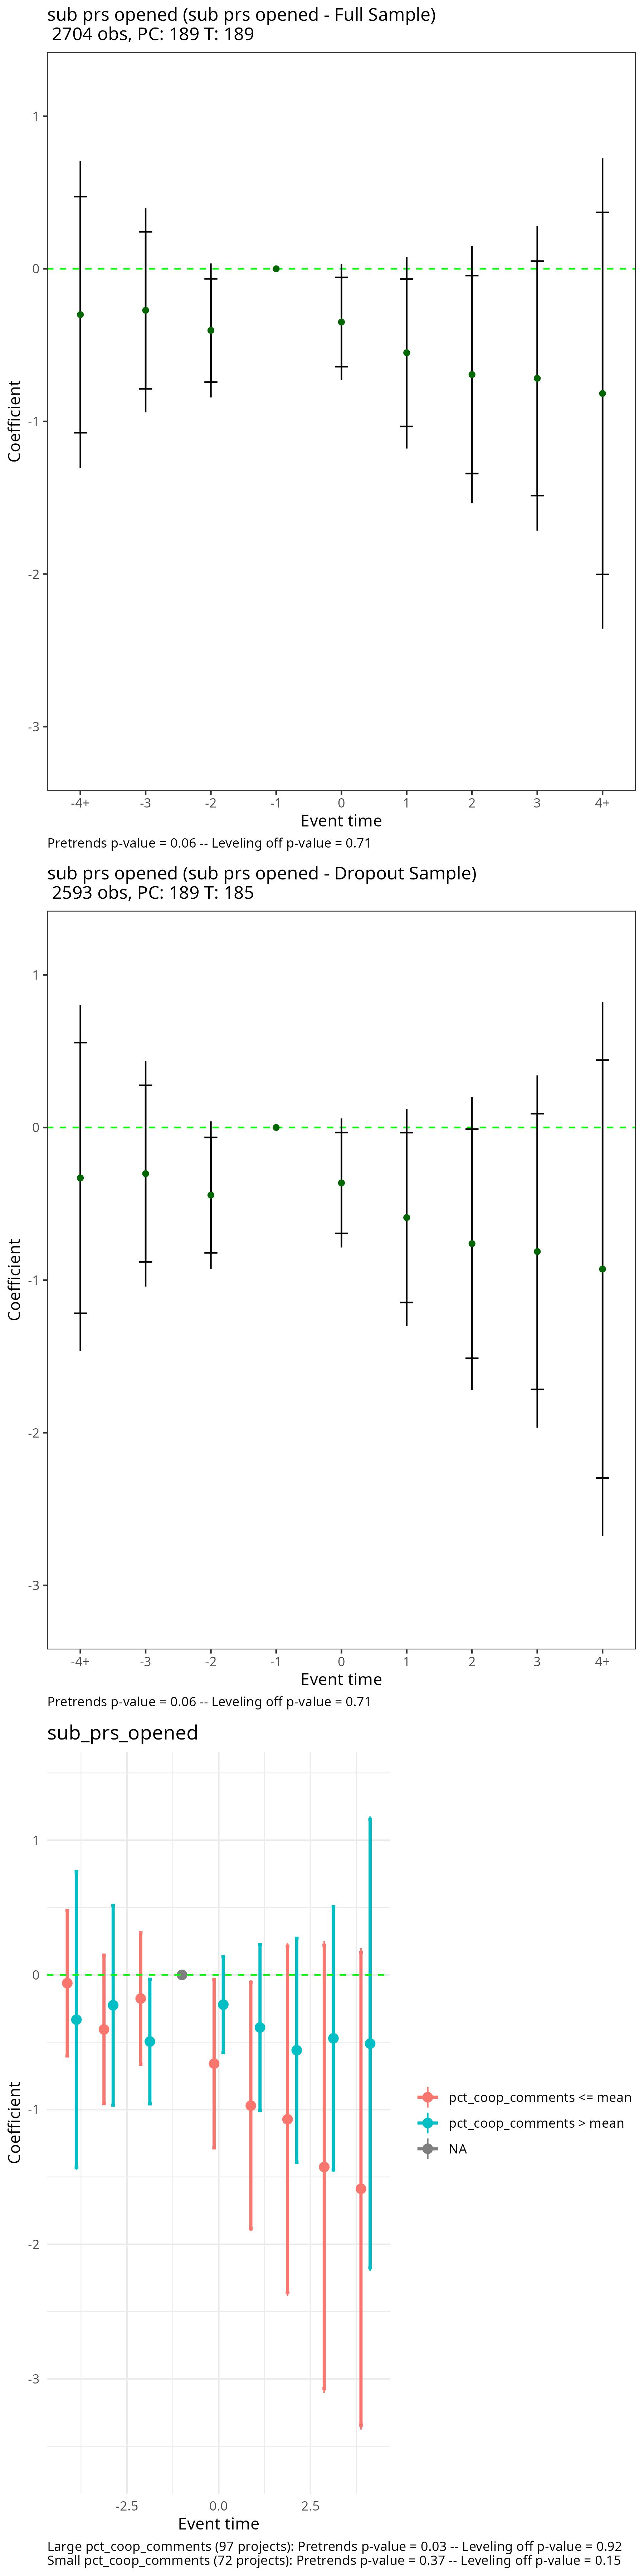 sub prs opened (sub prs opened - Full Sample)
2704 obs, PC: 189 T: 189
1
0
-1
-2
-3
Coefficient
-4+ -3 -2 -1 0 1 2 3 4+
Event time
Pretrends p-value = 0.06 -- Leveling off p-value = 0.71
sub prs opened (sub prs opened - Dropout Sample)
2593 obs, PC: 189 T: 185
1
0
-1
-2
-3
Coefficient
-4+ -3 -2 -1 0 1 2 3 4+
Event time
Pretrends p-value = 0.06 -- Leveling off p-value = 0.71
sub_prs_opened
1
0
-1
-2
-3
Coefficient
pct_coop_comments <= mean
pct_coop_comments > mean
NA
-2.5 0.0 2.5
Event time
Large pct_coop_comments (97 projects): Pretrends p-value = 0.03 -- Leveling off p-value = 0.92
Small pct_coop_comments (72 projects): Pretrends p-value = 0.37 -- Leveling off p-value = 0.15